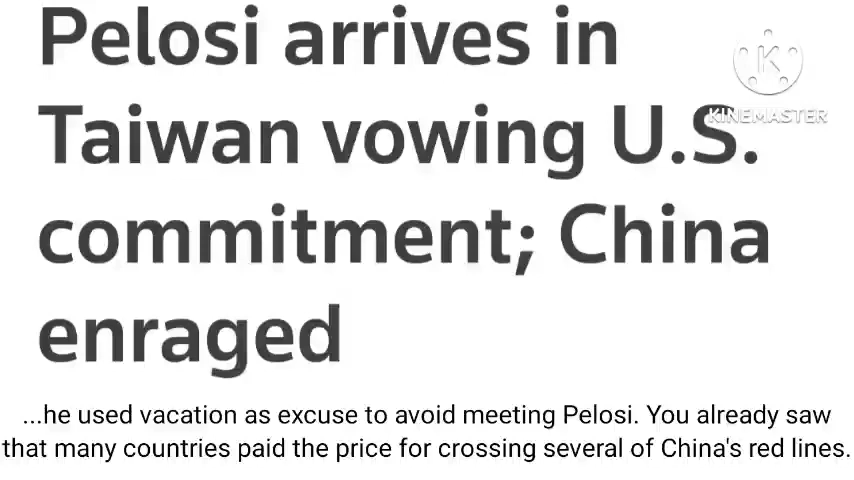 Pelosi arrives in
KINEMASTER
Taiwan vowing U.S.
commitment; China
enraged
...he used vacation as excuse to avoid meeting Pelosi. You already saw
that many countries paid the price for crossing several of China's red lines.